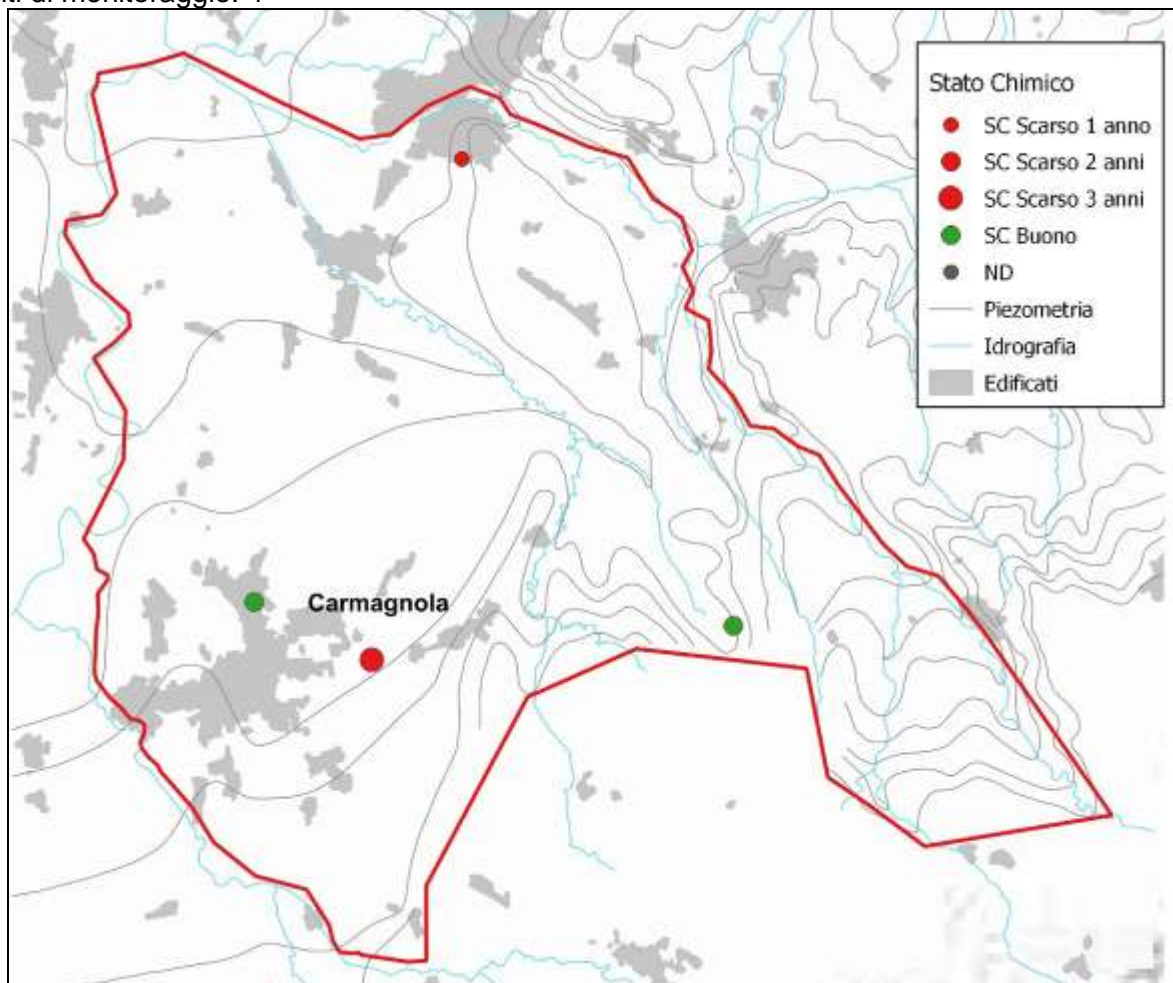 Stato Chimico
SC Scarso 1 anno
SC Scarso 2 anni
SC Scarso 3 anni
SC Buono
ND
Piezometria
Idrografia
Edificati
Carmagnola